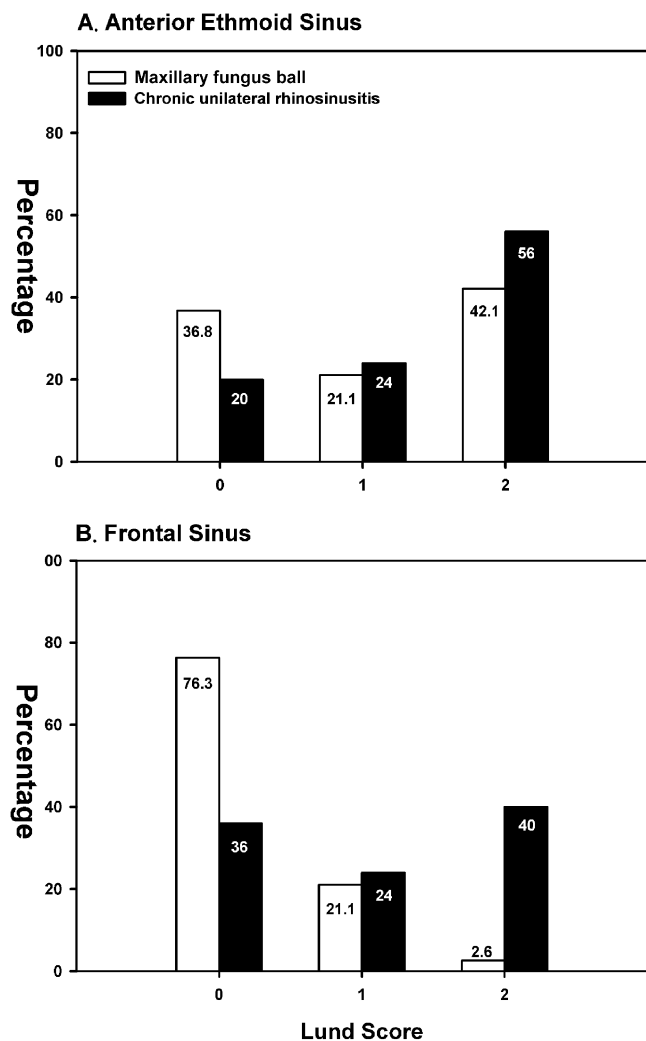 A. Anterior Ethmoid Sinus
100
Maxillary fungus ball
Chronic unilateral rhinosinusitis
80
60
40
20
0
Percentage
36.8
20
21.1
24
42.1
56
0 1 2
B. Frontal Sinus
00
80
60
40
20
0
Percentage
76.3
36
21.1
24
2.6
40
0 1 2
Lund Score